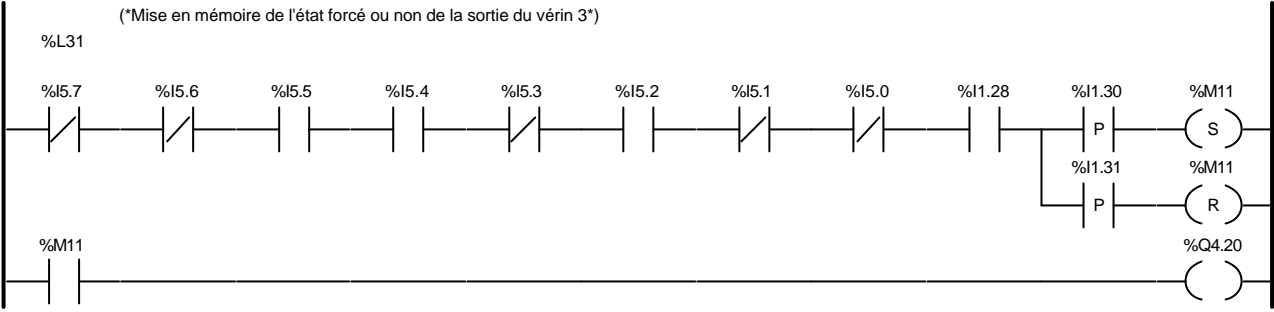 (*Mise en mémoire de l'état forcé ou non de la sortie du vérin 3*)
%L31
%I5.7 %I5.6 %I5.5 %I5.4 %I5.3 %I5.2 %I5.1 %I5.0 %I1.28 %I1.30 %M11
P S
%I1.31 %M11
P R
%M11 %Q4.20